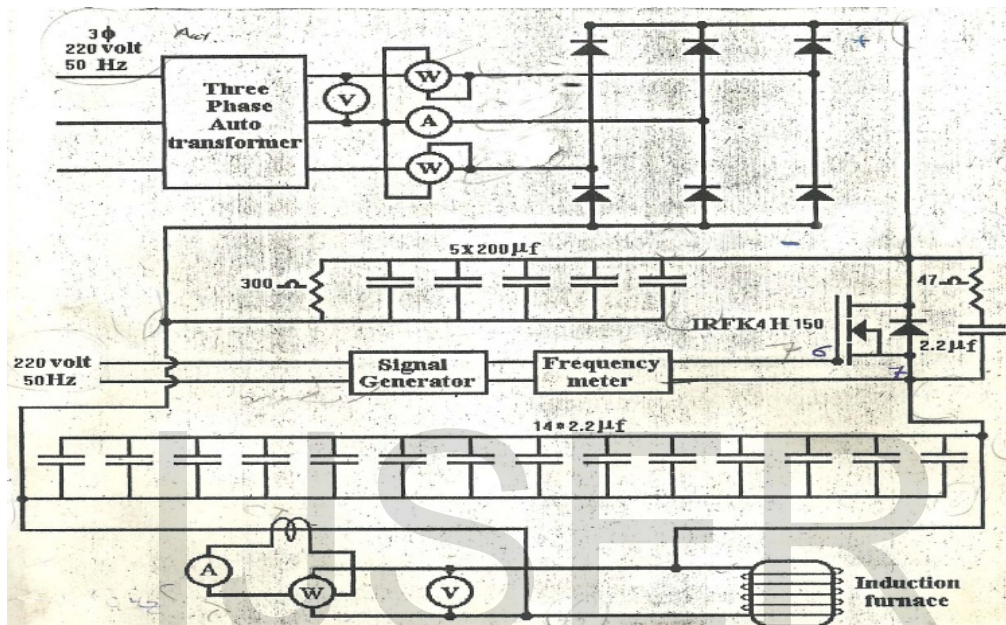 3ϕ
220 volt
50 Hz
Three
Phase
Auto
transformer
V
W
A
W
+
-
5X200μf
300Ω
47Ω
IRFK4H150
2.2μf
6
7
7
220 volt
50Hz
Signal
Generator
Frequency
meter
14*2.2μf
A
W
V
Induction
furnace
IJSER